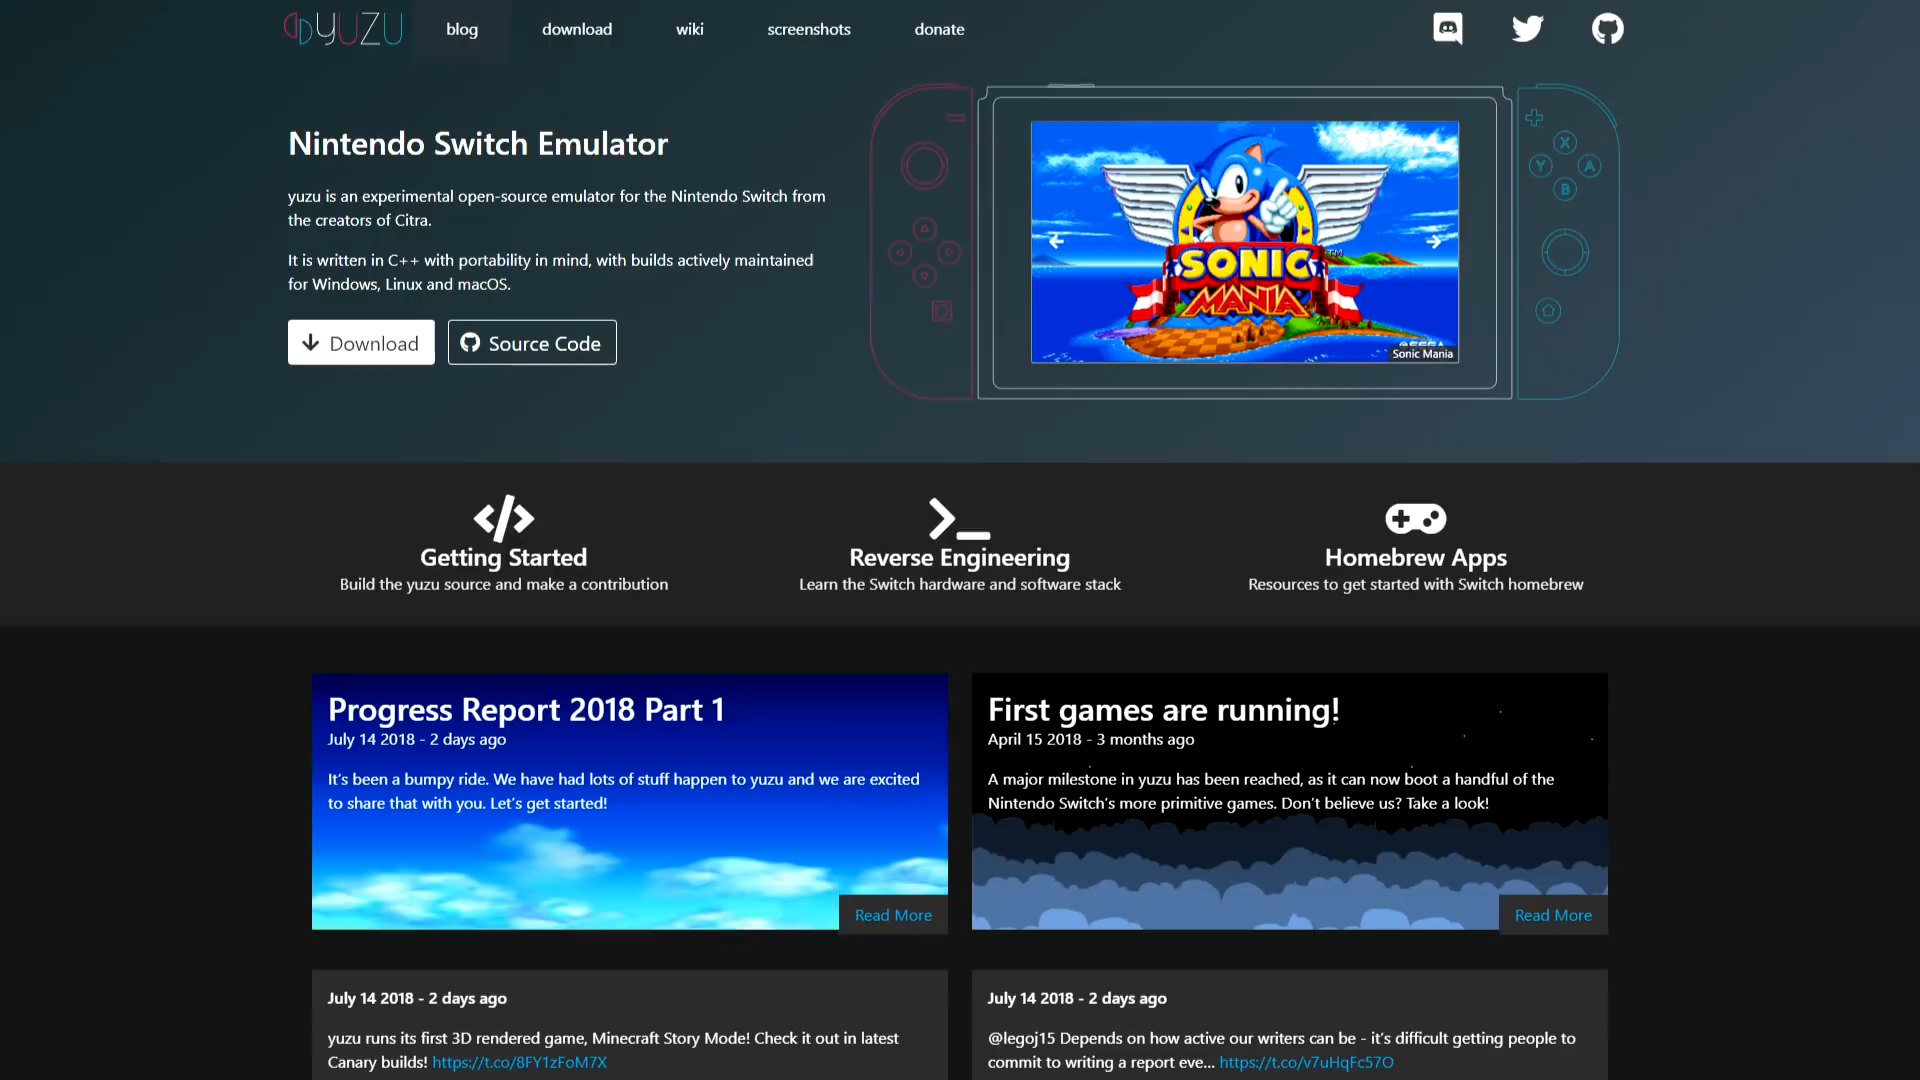 yuzu
blog
download
wiki
screenshots
donate
Nintendo Switch Emulator
yuzu is an experimental open-source emulator for the Nintendo Switch from
the creators of Citra.
It is written in C++ with portability in mind, with builds actively maintained
for Windows, Linux and macOS.
Download
Source Code
X
Y
A
B
SONIC
MANIA
TM
SEGA
Sonic Mania
Getting Started
Build the yuzu source and make a contribution
Reverse Engineering
Learn the Switch hardware and software stack
Homebrew Apps
Resources to get started with Switch homebrew
Progress Report 2018 Part 1
July 14 2018 - 2 days ago
It's been a bumpy ride. We have had lots of stuff happen to yuzu and we are excited
to share that with you. Let's get started!
Read More
First games are running!
April 15 2018 - 3 months ago
A major milestone in yuzu has been reached, as it can now boot a handful of the
Nintendo Switch's more primitive games. Don't believe us? Take a look!
Read More
July 14 2018 - 2 days ago
yuzu runs its first 3D rendered game, Minecraft Story Mode! Check it out in latest
Canary builds! https://t.co/8FY1zFoM7X
July 14 2018 - 2 days ago
@legoj15 Depends on how active our writers can be - it's difficult getting people to
commit to writing a report eve... https://t.co/v7uHqFc57O